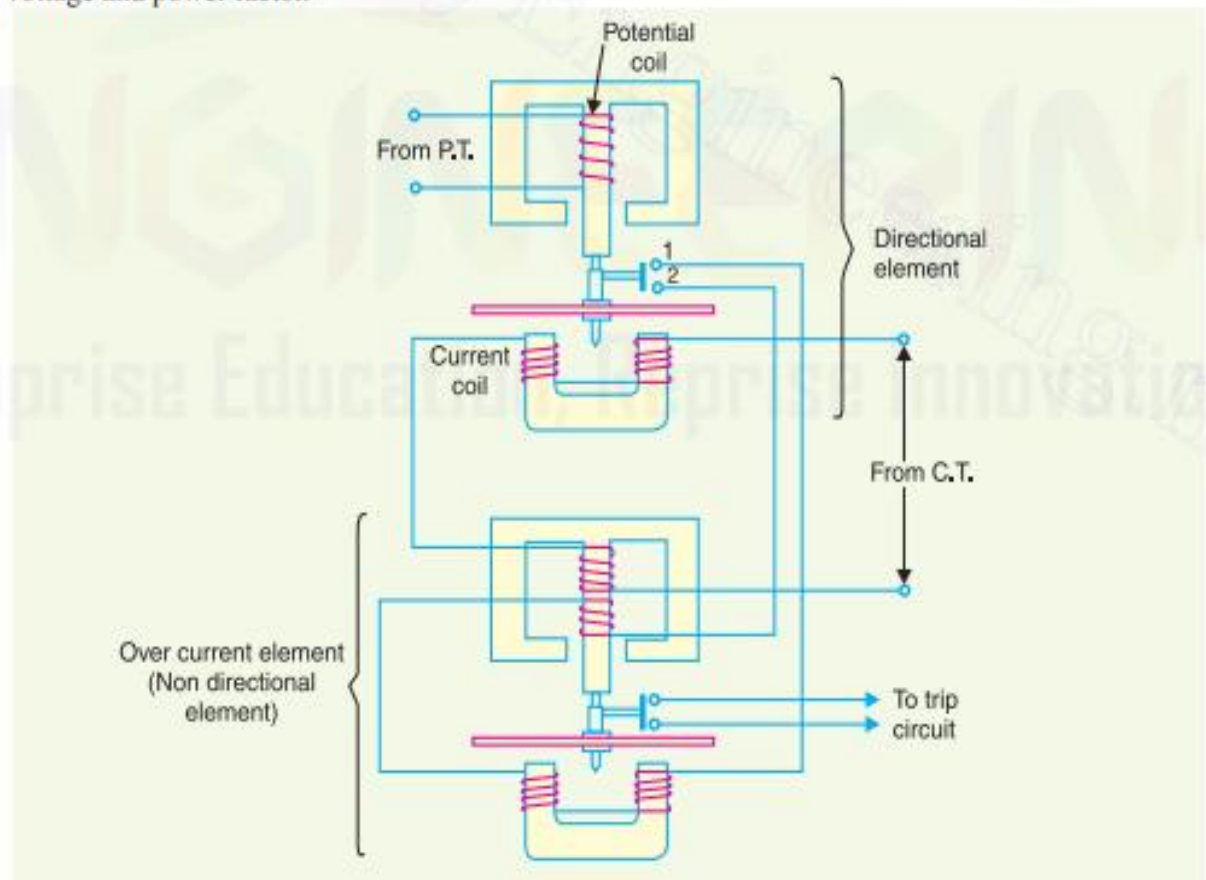 Potential
coil
From P.T.
1
2
Directional
element
Current
coil
From C.T.
Over current element
(Non directional
element)
To trip
circuit